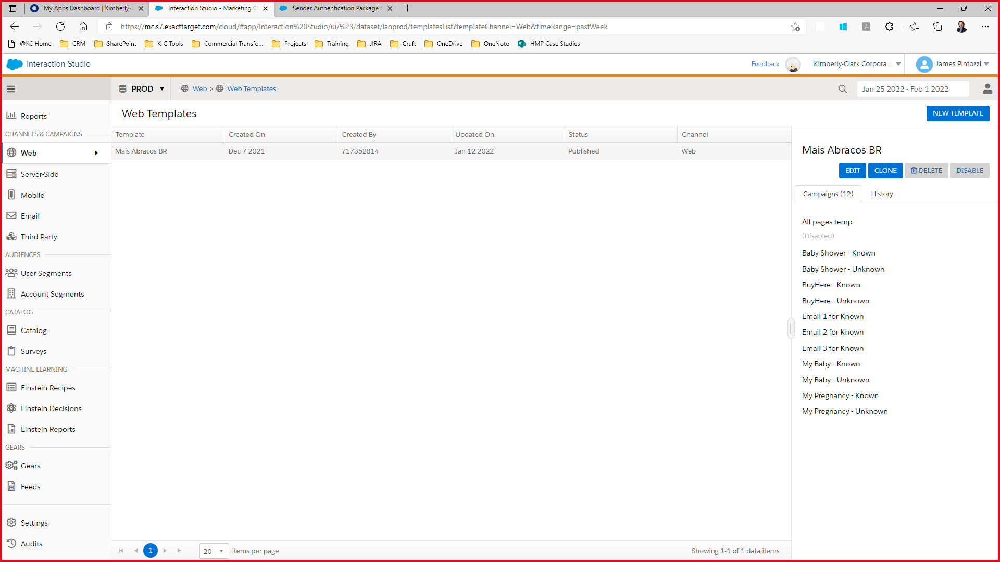 My Apps Dashboard | Kimberly-C
Interaction Studio - Marketing Cl
Sender Authentication Package f
https://mc.s7.exacttarget.com/cloud/#app/Interaction%20Studio/ui/%23/dataset/laoprod/templatesList?templateChannel=Web&timeRange=pastWeek
@KC Home
CRM
SharePoint
K-C Tools
Commercial Transfo...
Projects
Training
JIRA
Craft
OneDrive
OneNote
HMP Case Studies
Interaction Studio
Feedback
Kimberly-Clark Corpora...
James Pintozzi
PROD
Web > Web Templates
Jan 25 2022 - Feb 1 2022
Reports
CHANNELS & CAMPAIGNS
Web
Server-Side
Mobile
Email
Third Party
AUDIENCES
User Segments
Account Segments
CATALOG
Catalog
Surveys
MACHINE LEARNING
Einstein Recipes
Einstein Decisions
Einstein Reports
GEARS
Gears
Feeds
Settings
Audits
Web Templates
NEW TEMPLATE
Template Created On Created By Updated On Status Channel
Mais Abracos BR Dec 7 2021 717352814 Jan 12 2022 Published Web
Mais Abracos BR
EDIT CLONE DELETE DISABLE
Campaigns (12) History
All pages temp
(Disabled)
Baby Shower - Known
Baby Shower - Unknown
BuyHere - Known
BuyHere - Unknown
Email 1 for Known
Email 2 for Known
Email 3 for Known
My Baby - Known
My Baby - Unknown
My Pregnancy - Known
My Pregnancy - Unknown
1 20 items per page
Showing 1-1 of 1 data items